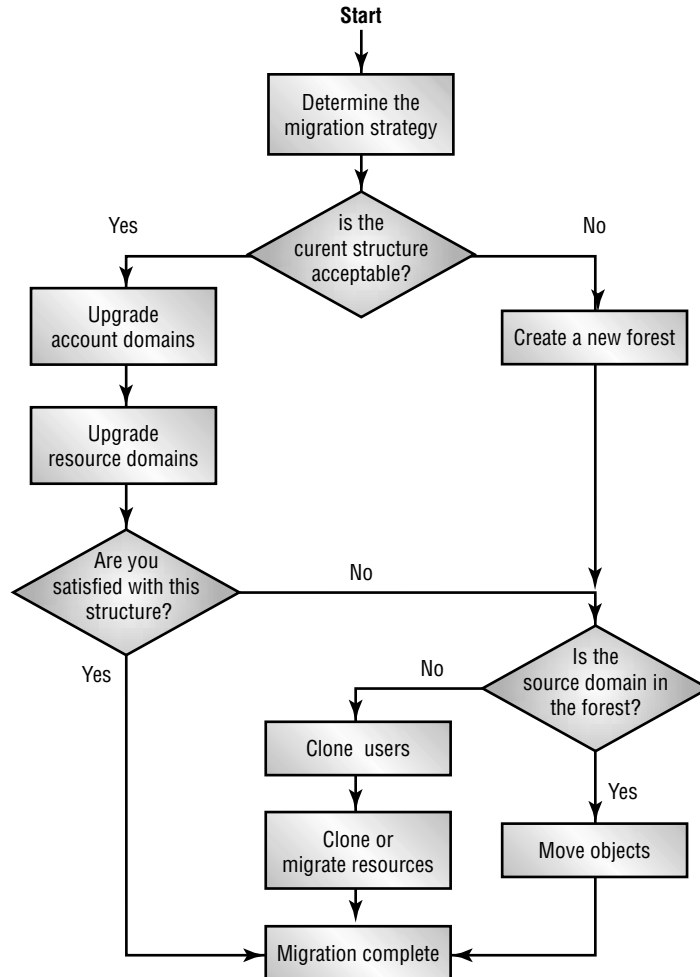 Start
Determine the
migration strategy
is the
curent structure
acceptable?
Yes
No
Upgrade
account domains
Create a new forest
Upgrade
resource domains
Are you
satisfied with this
structure?
No
Yes
Is the
source domain in
the forest?
No
Yes
Clone users
Clone or
migrate resources
Move objects
Migration complete